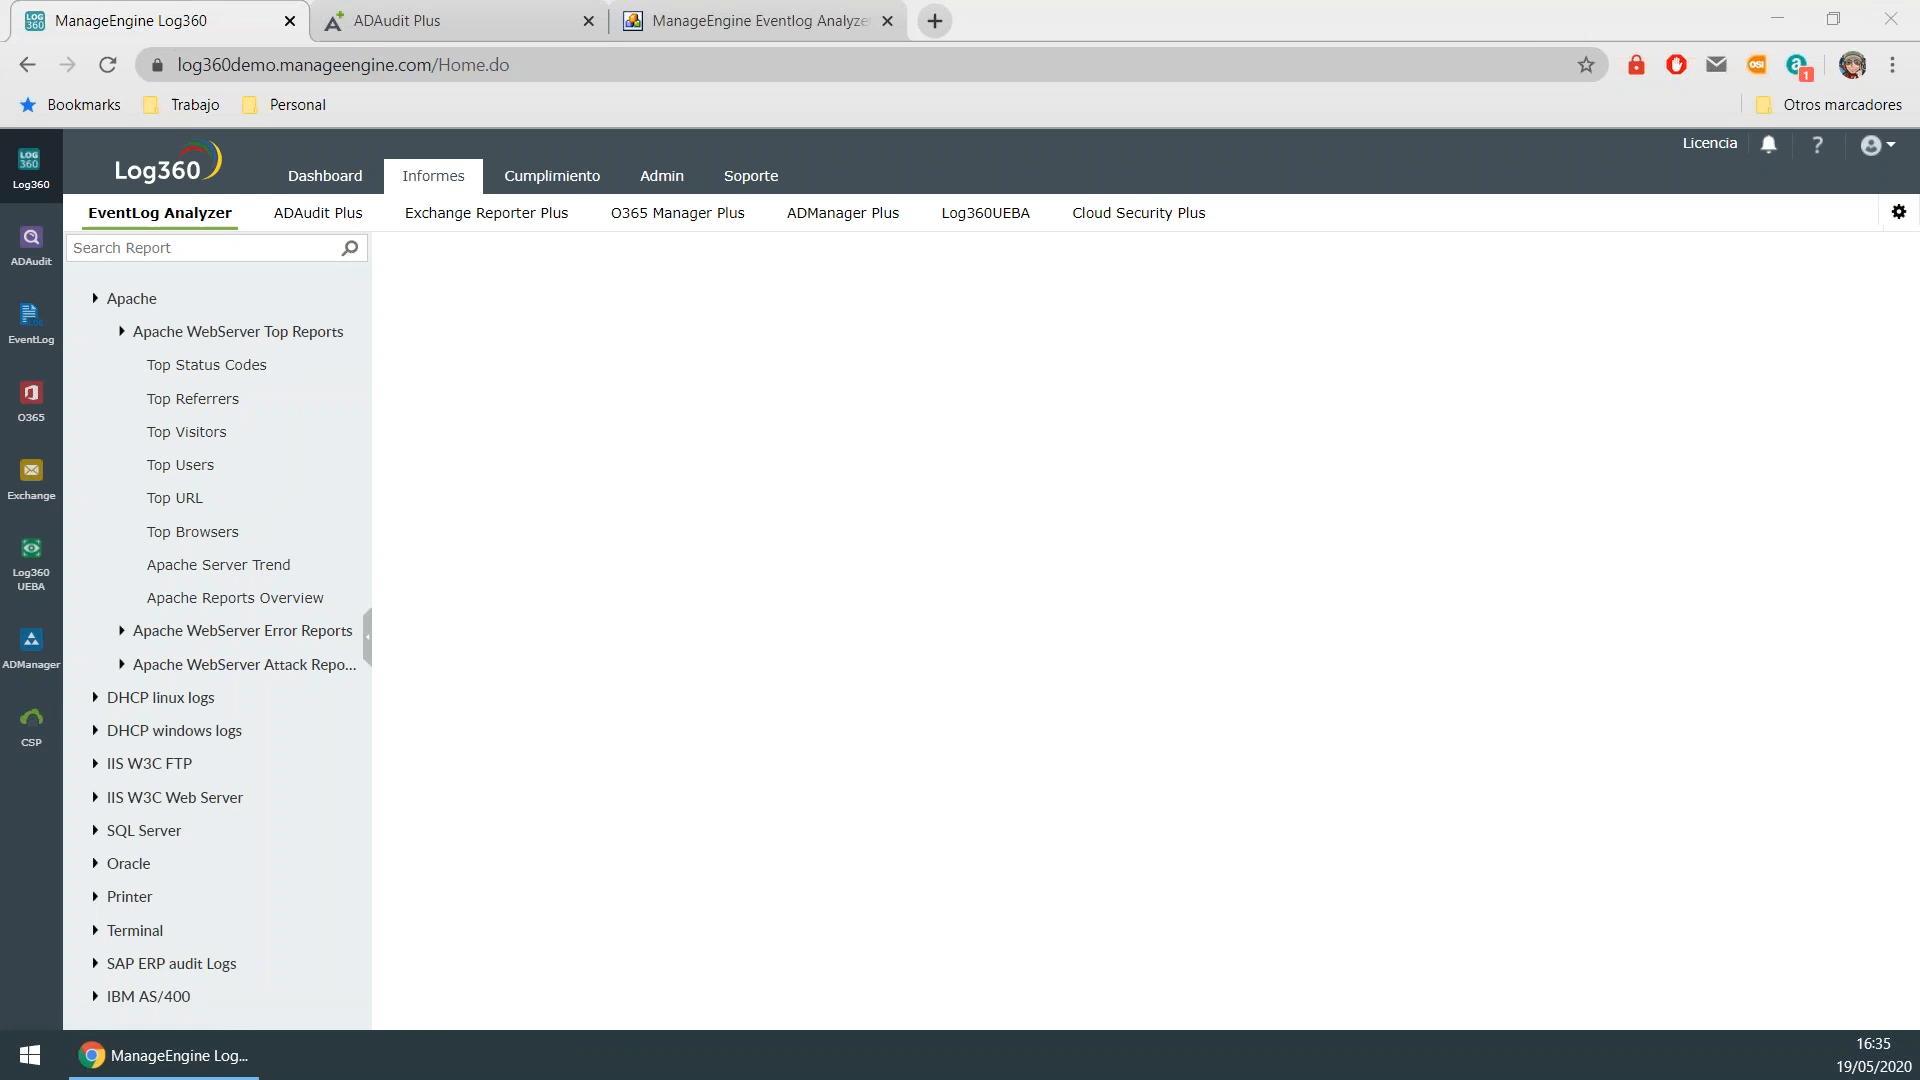 ManageEngine Log360
ADAudit Plus
ManageEngine Eventlog Analyze
log360demo.manageengine.com/Home.do
1
Bookmarks
Trabajo
Personal
Otros marcadores
LOG 360
Log360
Log360
Dashboard
Informes
Cumplimiento
Admin
Soporte
Licencia
?
EventLog Analyzer
ADAudit Plus
Exchange Reporter Plus
O365 Manager Plus
ADManager Plus
Log360UEBA
Cloud Security Plus
ADAudit
EventLog
O365
Exchange
Log360
UEBA
ADManager
CSP
Search Report
Apache
Apache WebServer Top Reports
Top Status Codes
Top Referrers
Top Visitors
Top Users
Top URL
Top Browsers
Apache Server Trend
Apache Reports Overview
Apache WebServer Error Reports
Apache WebServer Attack Repo...
DHCP linux logs
DHCP windows logs
IIS W3C FTP
IIS W3C Web Server
SQL Server
Oracle
Printer
Terminal
SAP ERP audit Logs
IBM AS/400
ManageEngine Log...
16:35
19/05/2020